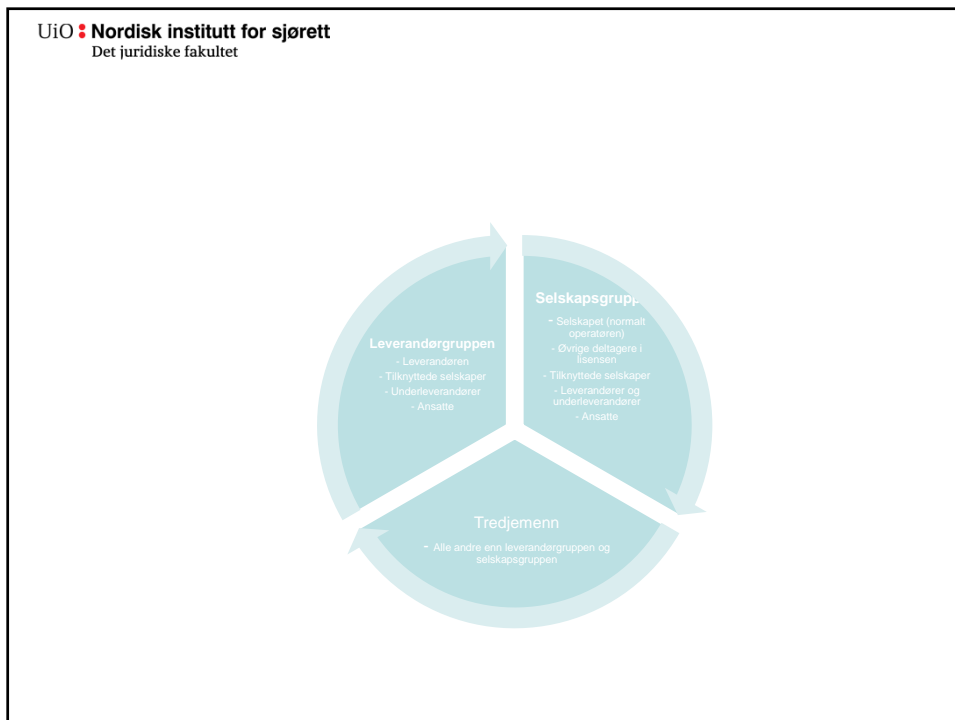 UiO : Nordisk institutt for sjørett
Det juridiske fakultet
Leverandørgruppen
- Leverandøren
- Tilknyttede selskaper
- Underleverandører
- Ansatte
Selskapsgrupp
- Selskapet (normalt
operatøren)
- Øvrige deltagere i
lisensen
- Tilknyttede selskaper
- Leverandører og
underleverandører
- Ansatte
Tredjemenn
- Alle andre enn leverandørgruppen og
selskapsgruppen